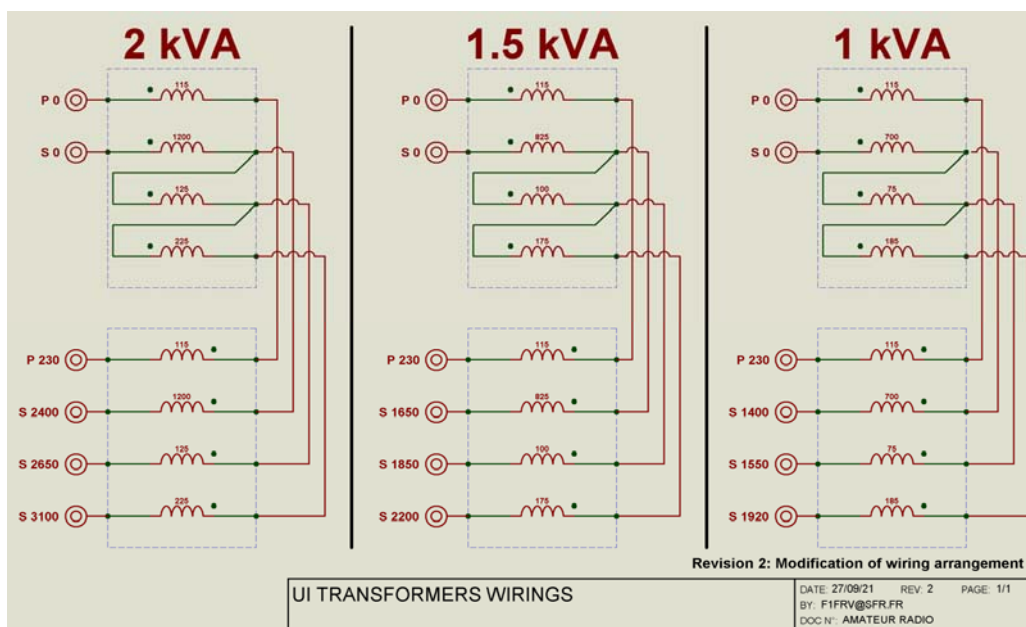 2 kVA
1.5 kVA
1 kVA
P 0
115
S 0
1200
125
225
P 230
115
S 2400
1200
S 2650
125
S 3100
225
P 0
115
S 0
825
100
175
P 230
115
S 1650
825
S 1850
100
S 2200
175
P 0
115
S 0
700
75
185
P 230
115
S 1400
700
S 1550
75
S 1920
185
Revision 2: Modification of wiring arrangement
UI TRANSFORMERS WIRINGS
DATE: 27/09/21 REV: 2 PAGE: 1/1
BY: F1FRV@SFR.FR
DOC N°: AMATEUR RADIO